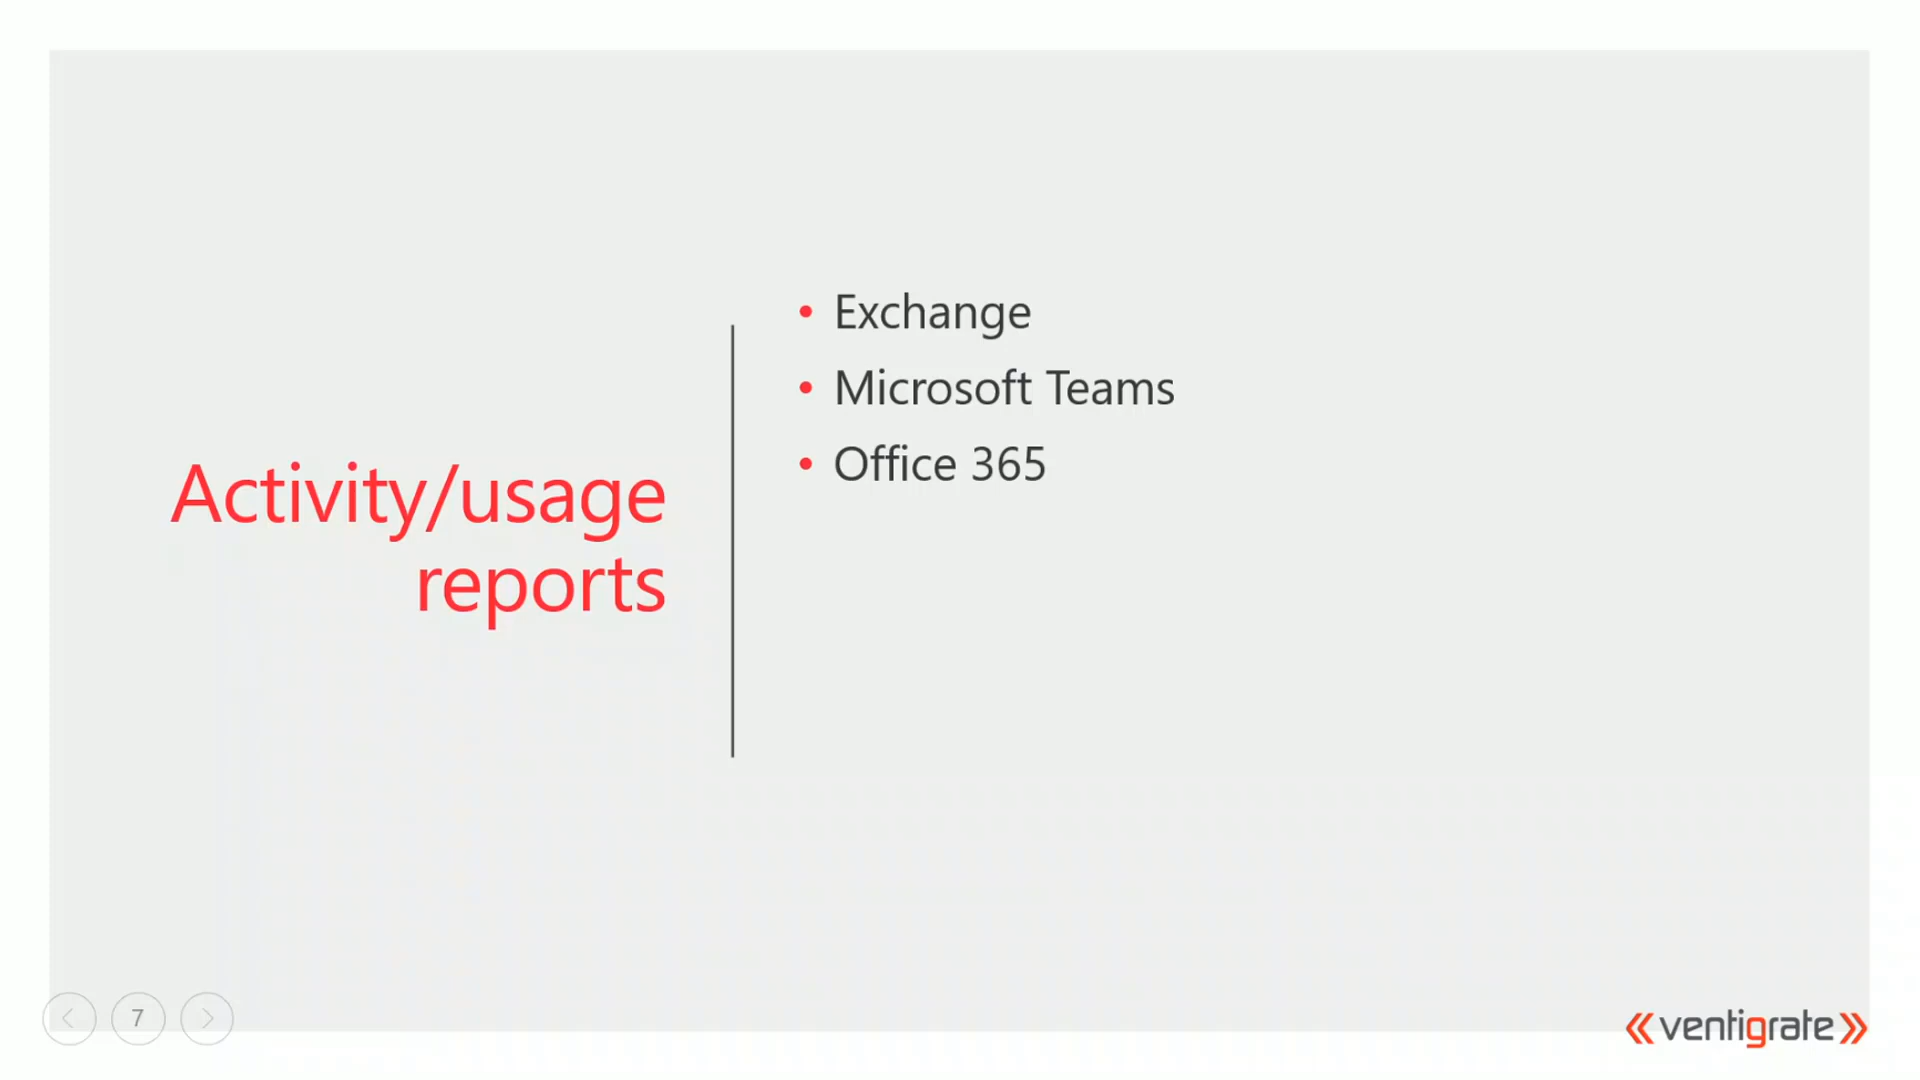 Activity/usage
reports
• Exchange
• Microsoft Teams
• Office 365
7
ventigrate